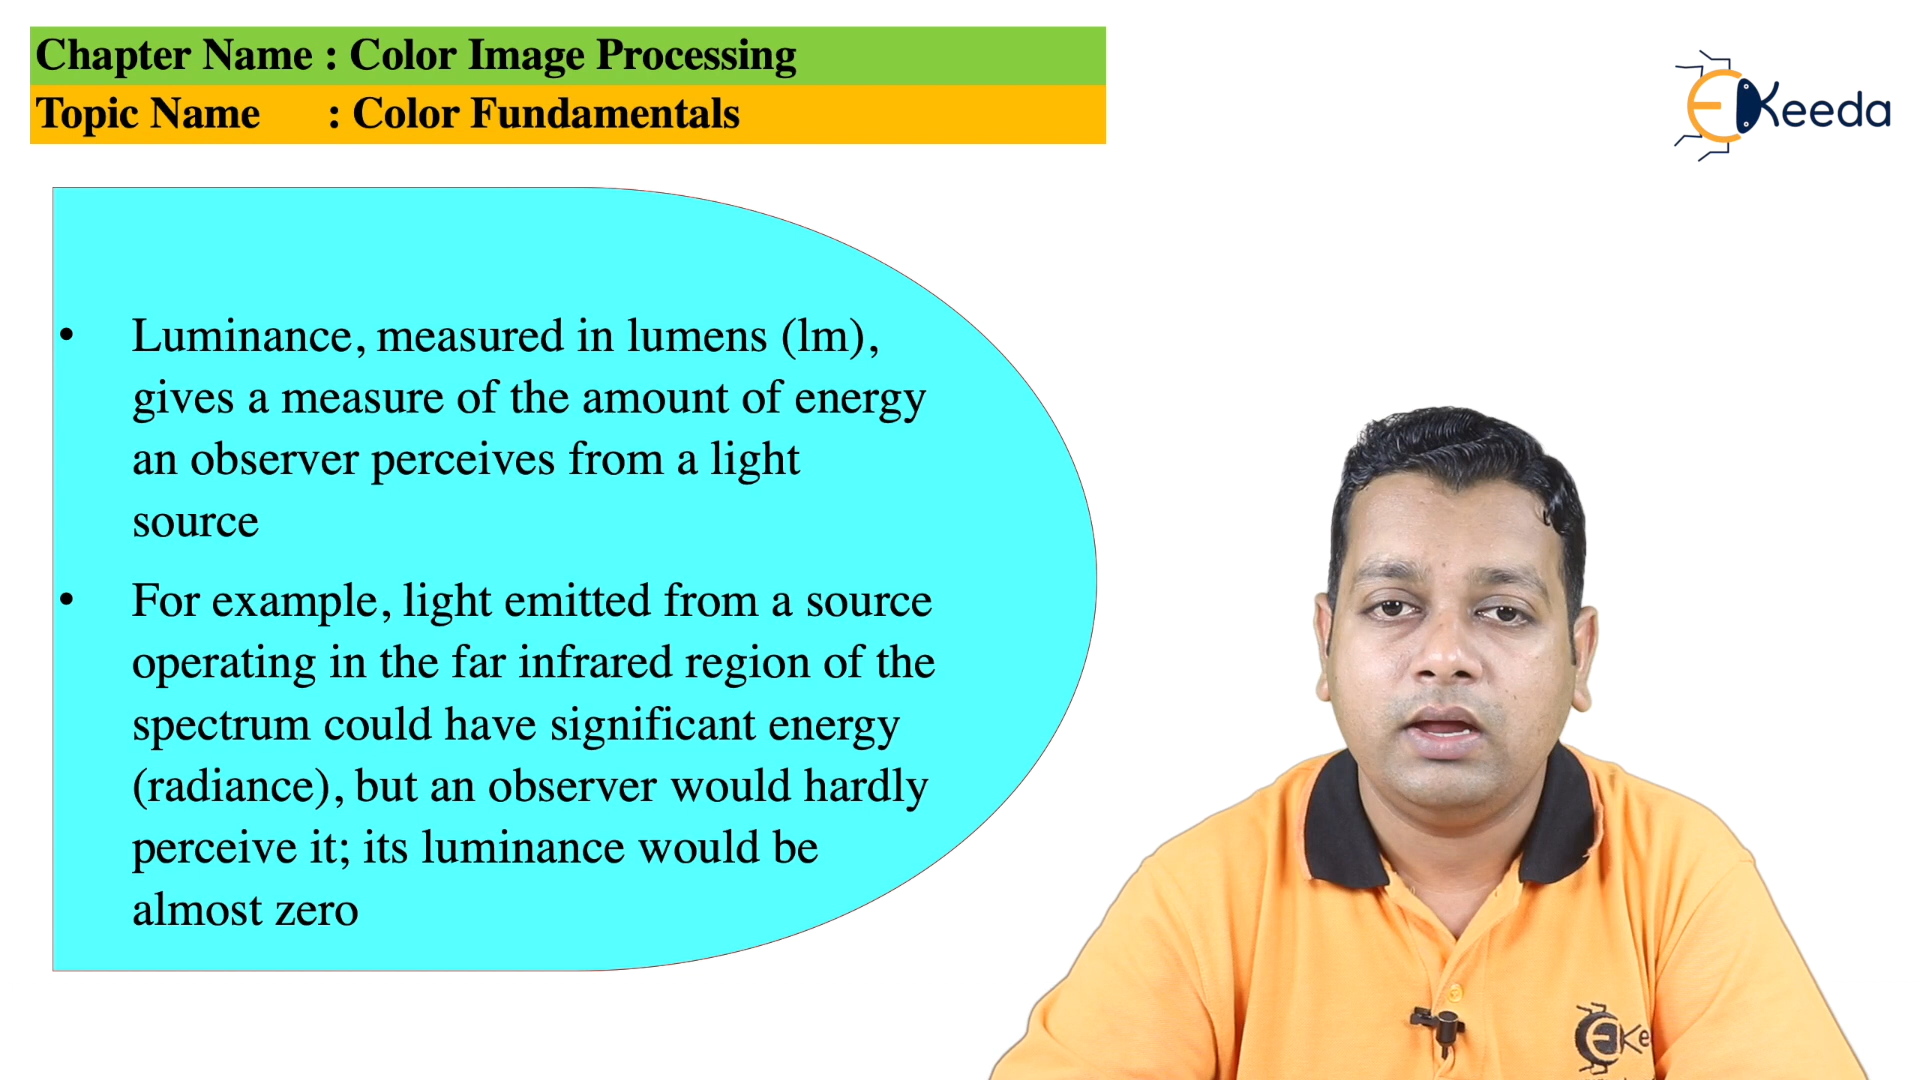 Chapter Name : Color Image Processing
Topic Name : Color Fundamentals
EKeeda
• Luminance, measured in lumens (lm),
gives a measure of the amount of energy
an observer perceives from a light
source
• For example, light emitted from a source
operating in the far infrared region of the
spectrum could have significant energy
(radiance), but an observer would hardly
perceive it; its luminance would be
almost zero
EKe